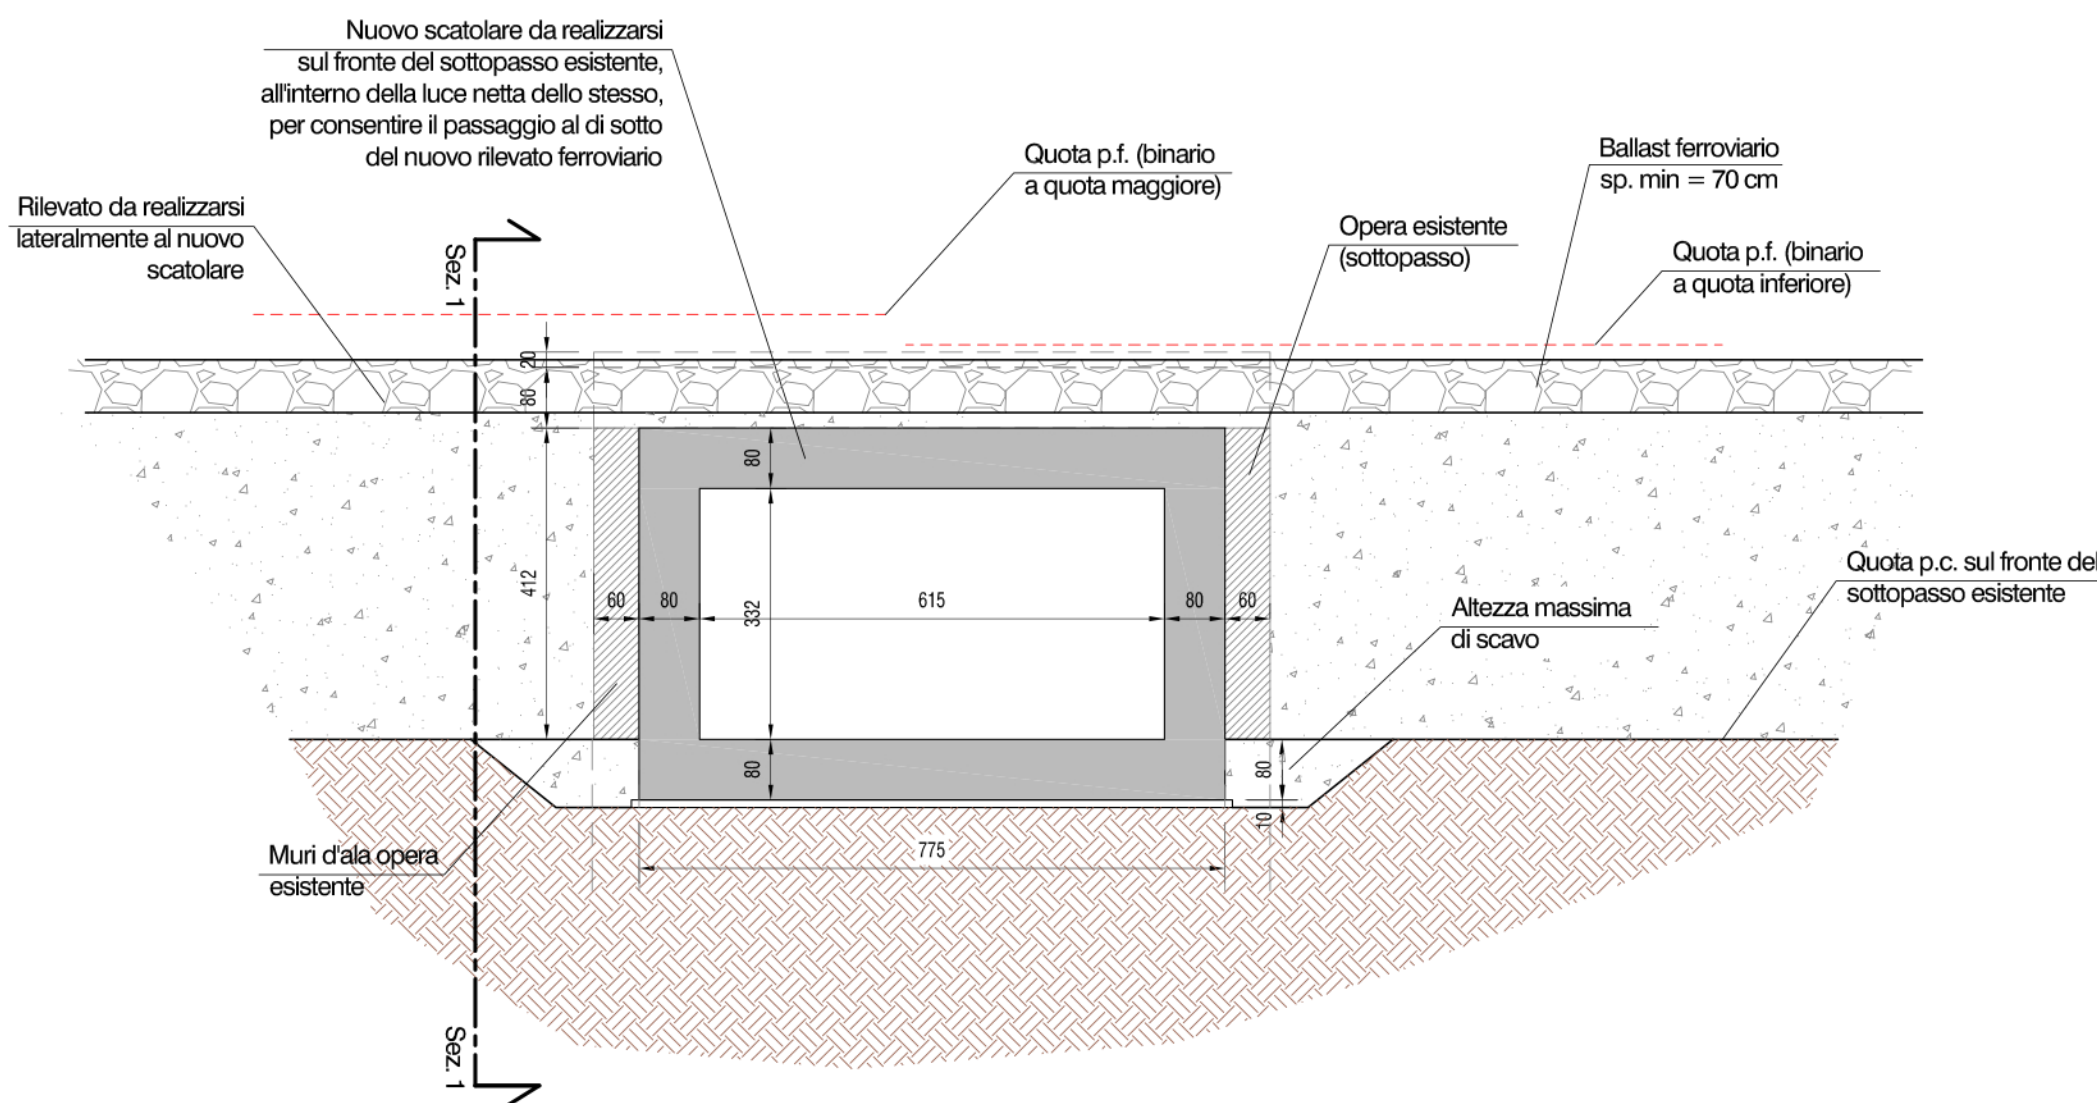 Nuovo scatolare da realizzarsi
sul fronte del sottopasso esistente,
all'interno della luce netta dello stesso,
per consentire il passaggio al di sotto
del nuovo rilevato ferroviario
Quota p.f. (binario
a quota maggiore)
Ballast ferroviario
sp. min = 70 cm
Rilevato da realizzarsi
lateralmente al nuovo
scatolare
Opera esistente
(sottopasso)
Quota p.f. (binario
a quota inferiore)
Sez. 1
20
80
80
412
60
80
332
615
80
60
Quota p.c. sul fronte del
sottopasso esistente
Altezza massima
di scavo
80
80
10
775
Muri d'ala opera
esistente
Sez. 1